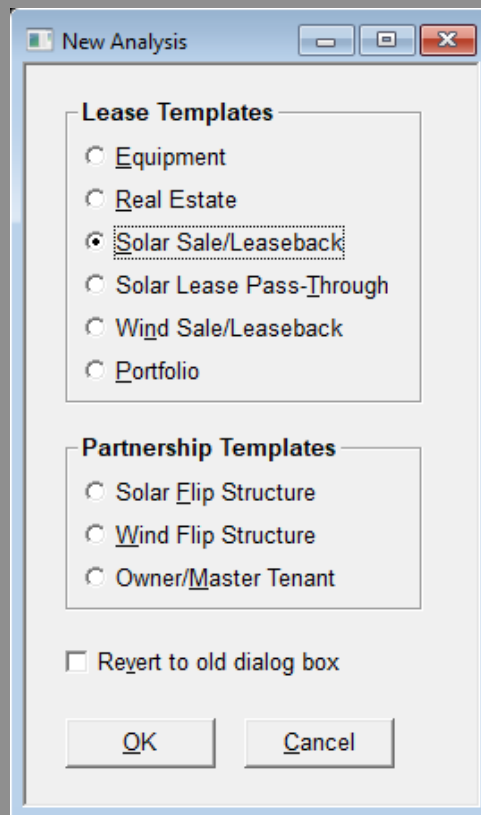 New Analysis
Lease Templates
Equipment
Real Estate
Solar Sale/Leaseback
Solar Lease Pass-Through
Wind Sale/Leaseback
Portfolio
Partnership Templates
Solar Flip Structure
Wind Flip Structure
Owner/Master Tenant
Revert to old dialog box
OK
Cancel